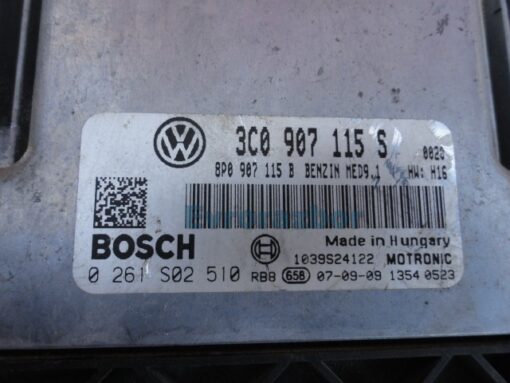 3C0 907 115 S 0020
8P0 907 115 B BENZIN MED9.1 HW: H16
BOSCH
Made in Hungary
1039S24122 MOTRONIC
0 261 S02 510 RBB 658 07-09-09 1354 0523